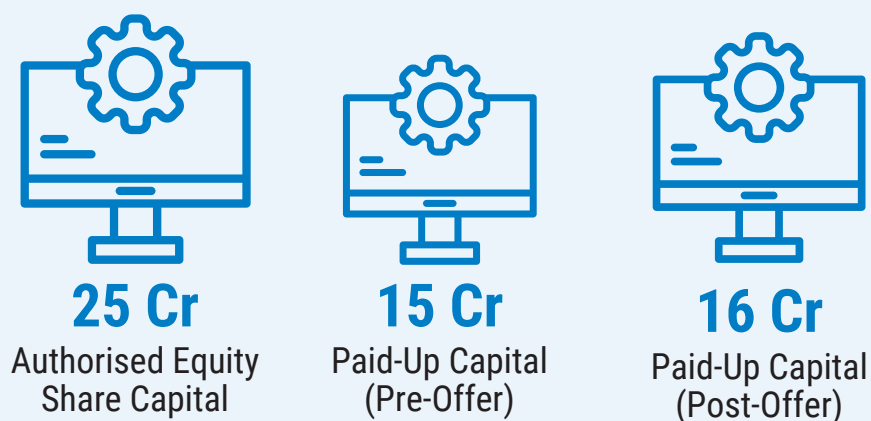 25 Cr
Authorised Equity
Share Capital
15 Cr
Paid-Up Capital
(Pre-Offer)
16 Cr
Paid-Up Capital
(Post-Offer)